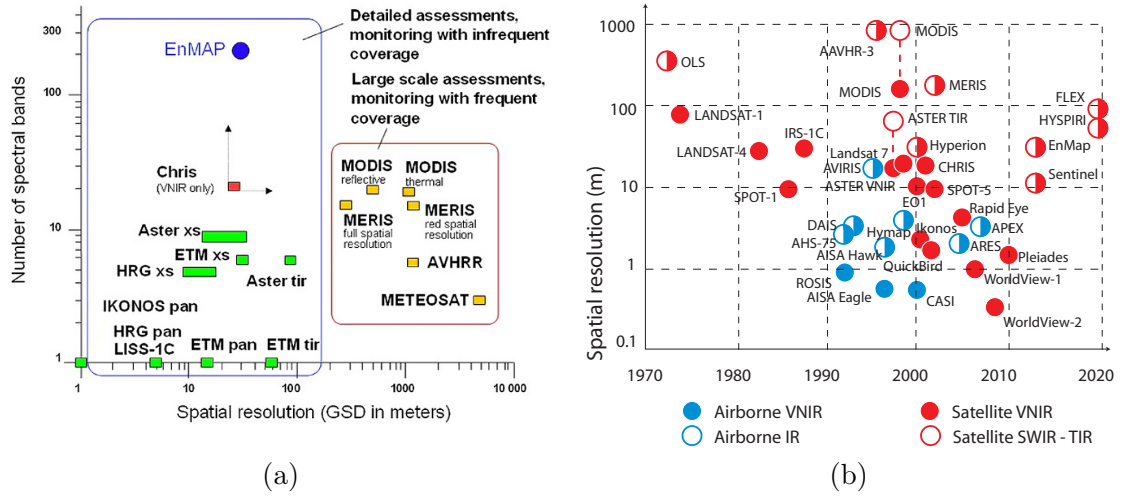 Detailed assessments,
monitoring with infrequent
coverage
Large scale assessments,
monitoring with frequent
coverage
Number of spectral bands
300
100
10
1
EnMAP
Chris
(VNIR only)
MODIS
reflective
MODIS
thermal
MERIS
full spatial
resolution
MERIS
red spatial
resolution
Aster xs
ETM xs
HRG xs
Aster tir
AVHRR
METEOSAT
IKONOS pan
HRG pan
LISS-1C
ETM pan
ETM tir
1
10
100
1000
10 000
Spatial resolution (GSD in meters)
(a)
Spatial resolution (m)
1000
100
10
1
0.1
OLS
AAVHR-3
MODIS
MODIS
MERIS
FLEX
HYSPIRI
LANDSAT-1
ASTER TIR
LANDSAT-4
IRS-1C
Landsat 7
Hyperion
EnMap
AVIRIS
CHRIS
Sentinel
ASTER VNIR
SPOT-1
SPOT-5
EO1
Rapid Eye
DAIS
Hymap
Ikonos
APEX
AHS-75
ARES
AISA Hawk
Pleiades
QuickBird
ROSIS
WorldView-1
AISA Eagle
CASI
WorldView-2
1970
1980
1990
2000
2010
2020
Airborne VNIR
Satellite VNIR
Airborne IR
Satellite SWIR - TIR
(b)